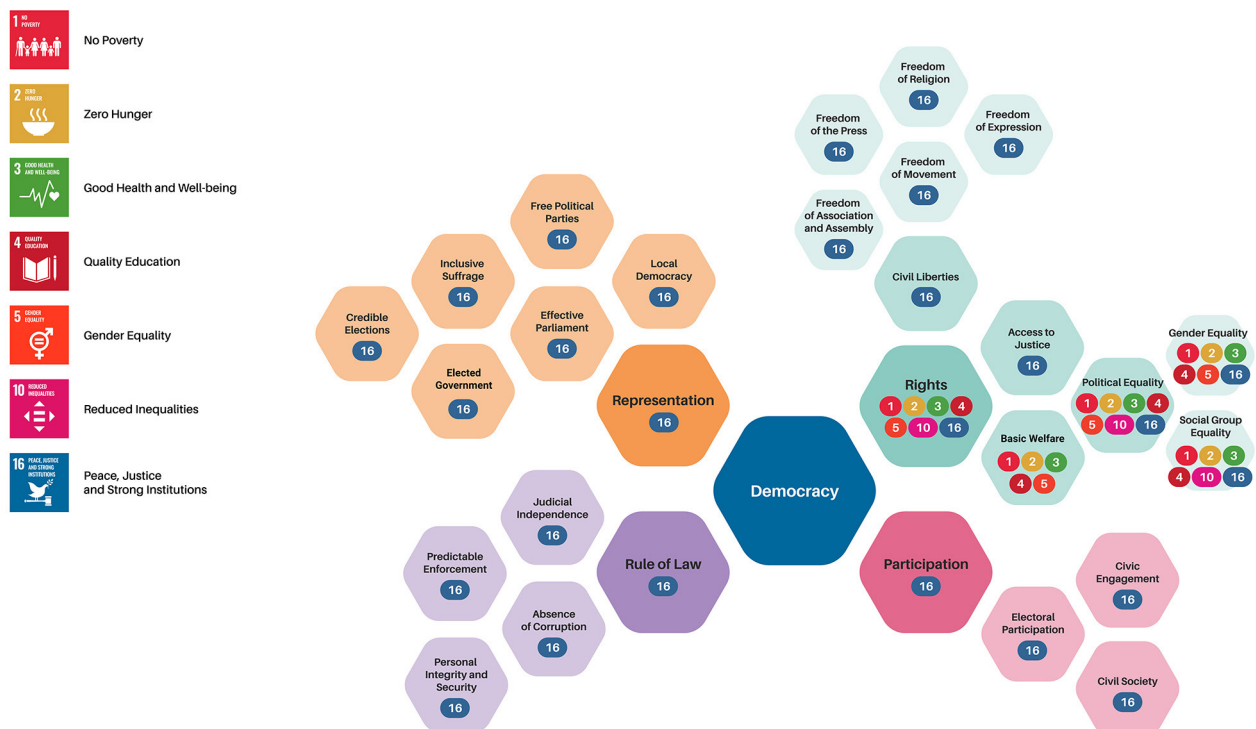 1 NO
POVERTY
No Poverty
2 ZERO
HUNGER
Zero Hunger
3 GOOD HEALTH
AND WELL-BEING
Good Health and Well-being
4 QUALITY
EDUCATION
Quality Education
5 GENDER
EQUALITY
Gender Equality
10 REDUCED
INEQUALITIES
Reduced Inequalities
16 PEACE, JUSTICE
AND STRONG
INSTITUTIONS
Peace, Justice
and Strong Institutions
Free Political
Parties
16
Inclusive
Suffrage
16
Local
Democracy
16
Credible
Elections
16
Effective
Parliament
16
Elected
Government
16
Representation
16
Freedom
of Religion
16
Freedom
of the Press
16
Freedom
of Expression
16
Freedom
of Movement
16
Freedom
of Association
and Assembly
16
Civil Liberties
16
Access to
Justice
16
Rights
1 2 3 4
5 10 16
Basic Welfare
1 2 3
4 5
Political Equality
1 2 3 4
5 10 16
Gender Equality
1 2 3
4 5 16
Social Group
Equality
1 2 3
4 10 16
Democracy
Judicial
Independence
16
Predictable
Enforcement
16
Rule of Law
16
Absence
of Corruption
16
Personal
Integrity and
Security
16
Participation
16
Civic
Engagement
16
Electoral
Participation
16
Civil Society
16